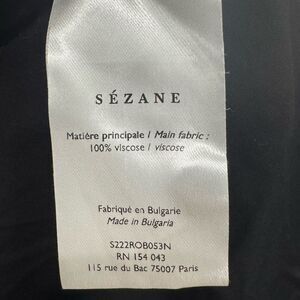 SÉZANE
Matière principale / Main fabric :
100% viscose / viscose
Fabriqué en Bulgarie
Made in Bulgaria
S222ROB053N
RN 154 043
115 rue du Bac 75007 Paris